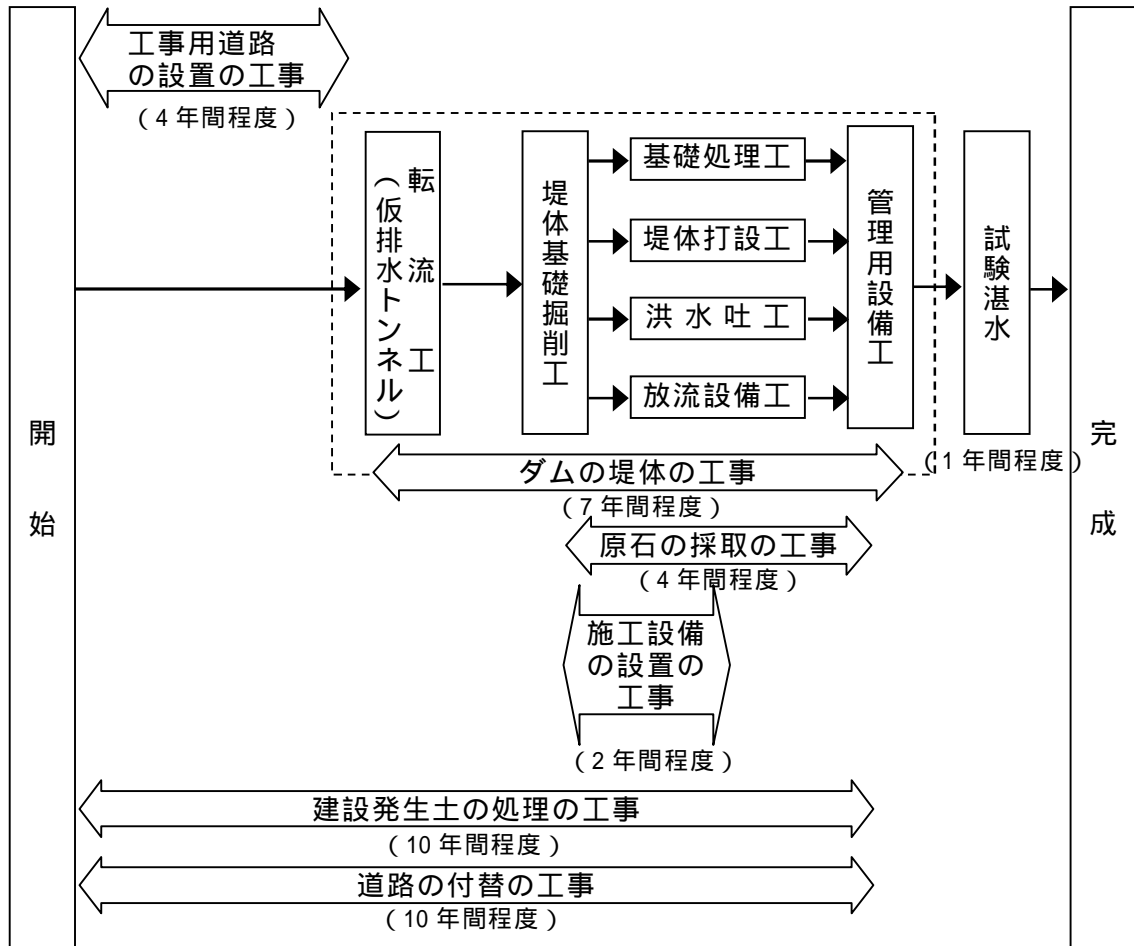 開始
工事用道路
の設置の工事
（4年間程度）
転流工
（仮排水トンネル）
堤体基礎掘削工
基礎処理工
堤体打設工
洪水吐工
放流設備工
管理用設備工
試験湛水
（1年間程度）
完成
ダムの堤体の工事
（7年間程度）
原石の採取の工事
（4年間程度）
施工設備
の設置の
工事
（2年間程度）
建設発生土の処理の工事
（10年間程度）
道路の付替の工事
（10年間程度）